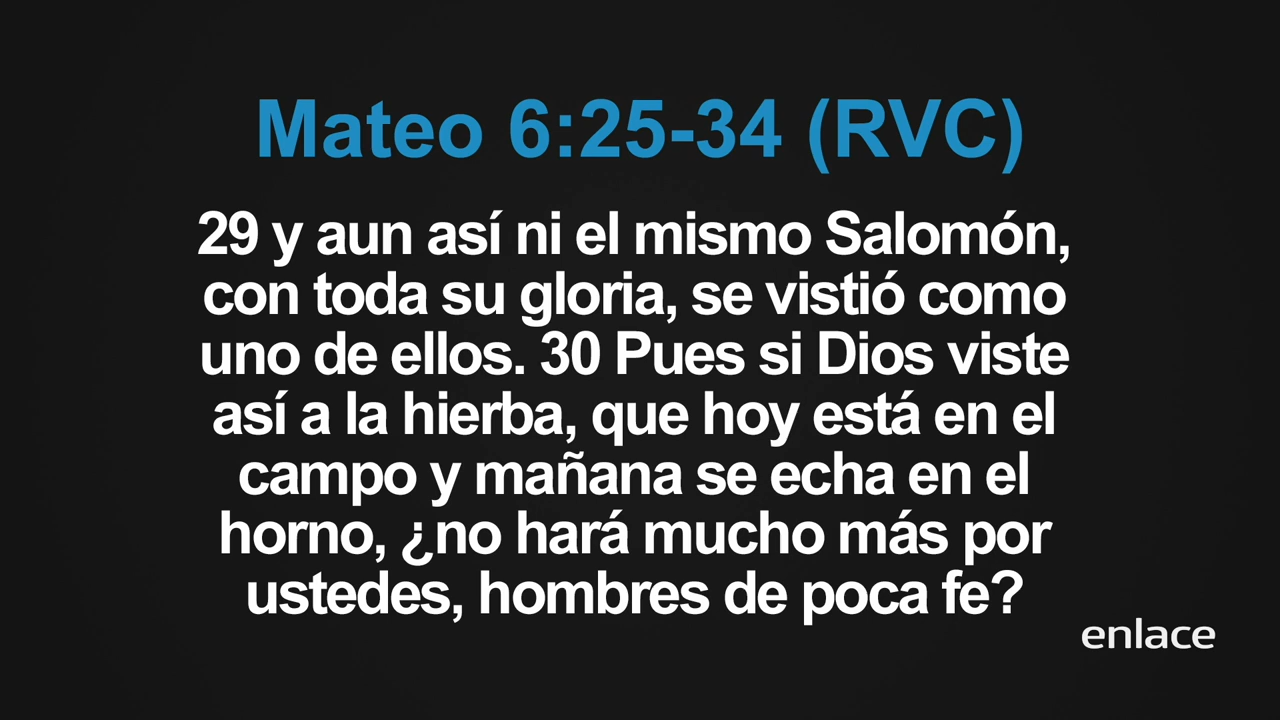 Mateo 6:25-34 (RVC)
29 y aun así ni el mismo Salomón,
con toda su gloria, se vistió como
uno de ellos. 30 Pues si Dios viste
así a la hierba, que hoy está en el
campo y mañana se echa en el
horno, ¿no hará mucho más por
ustedes, hombres de poca fe?
enlace